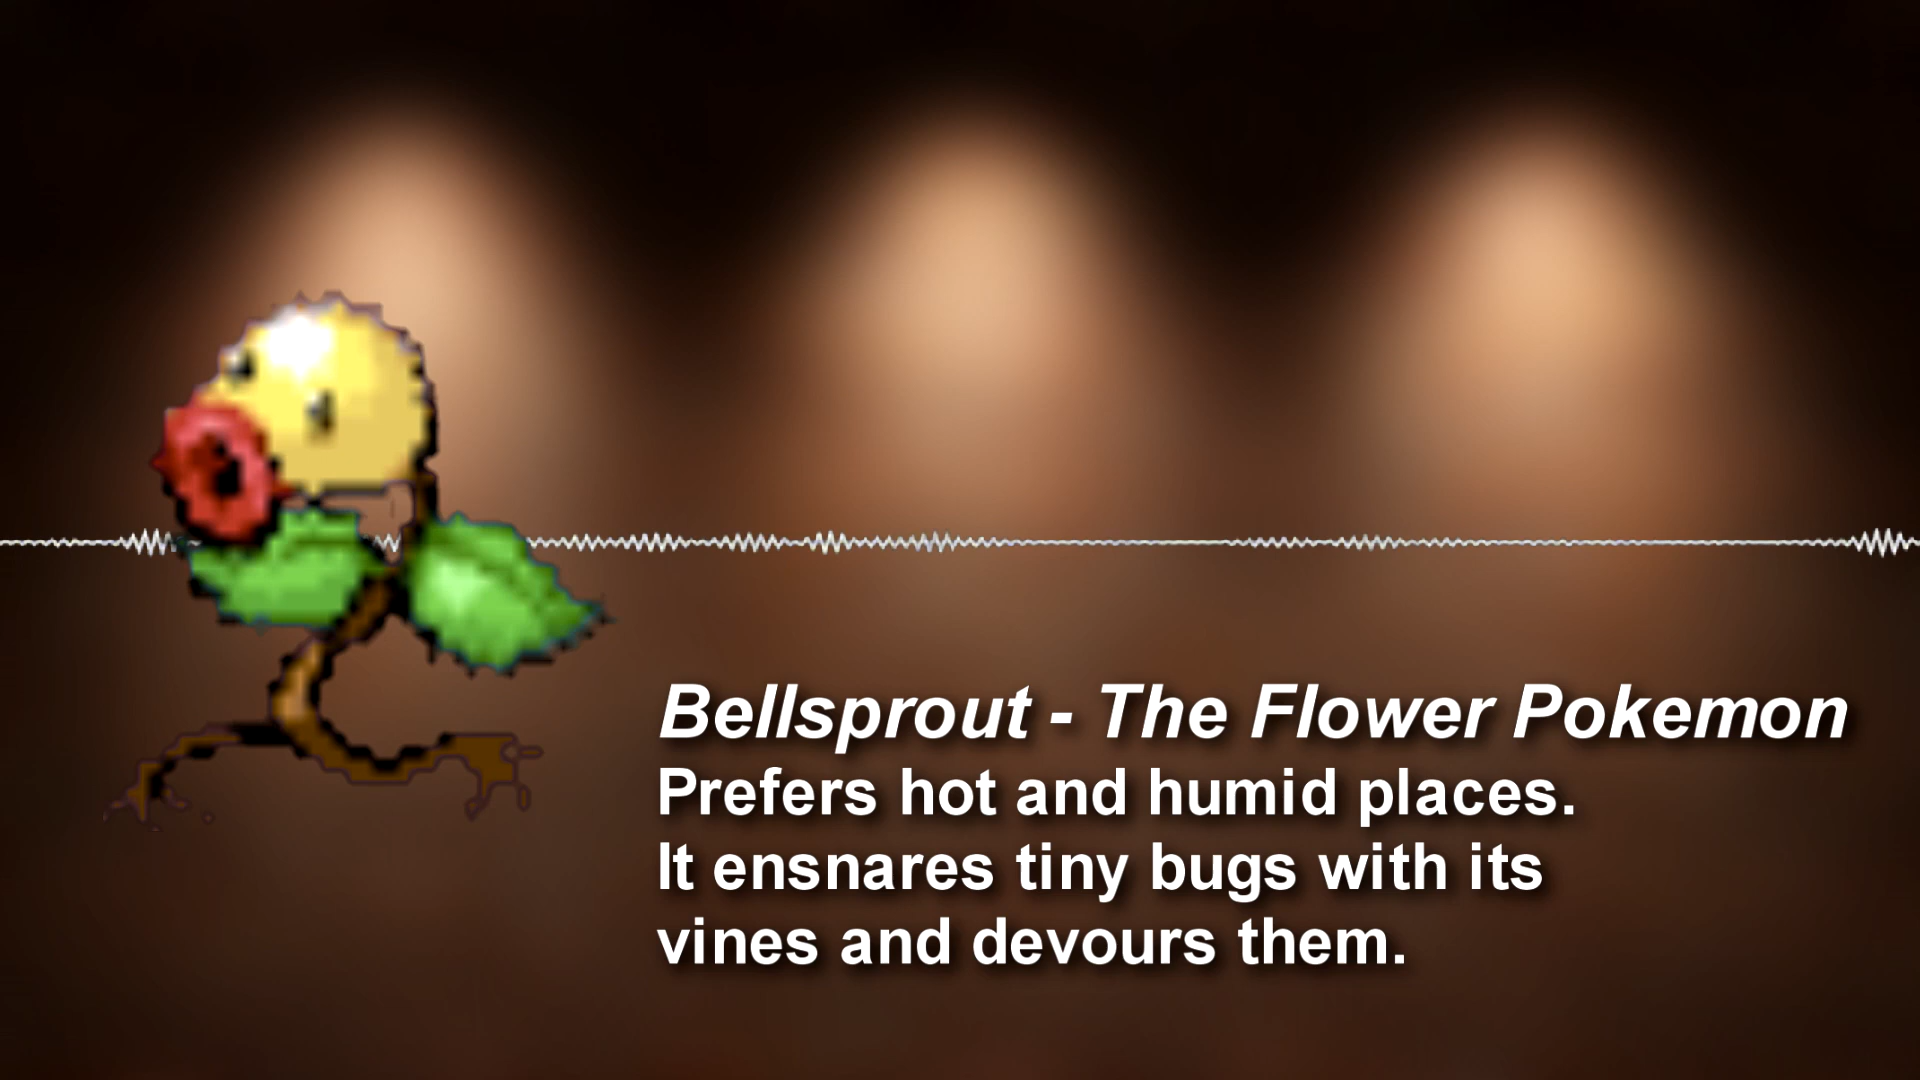 Bellsprout - The Flower Pokemon
Prefers hot and humid places.
It ensnares tiny bugs with its
vines and devours them.